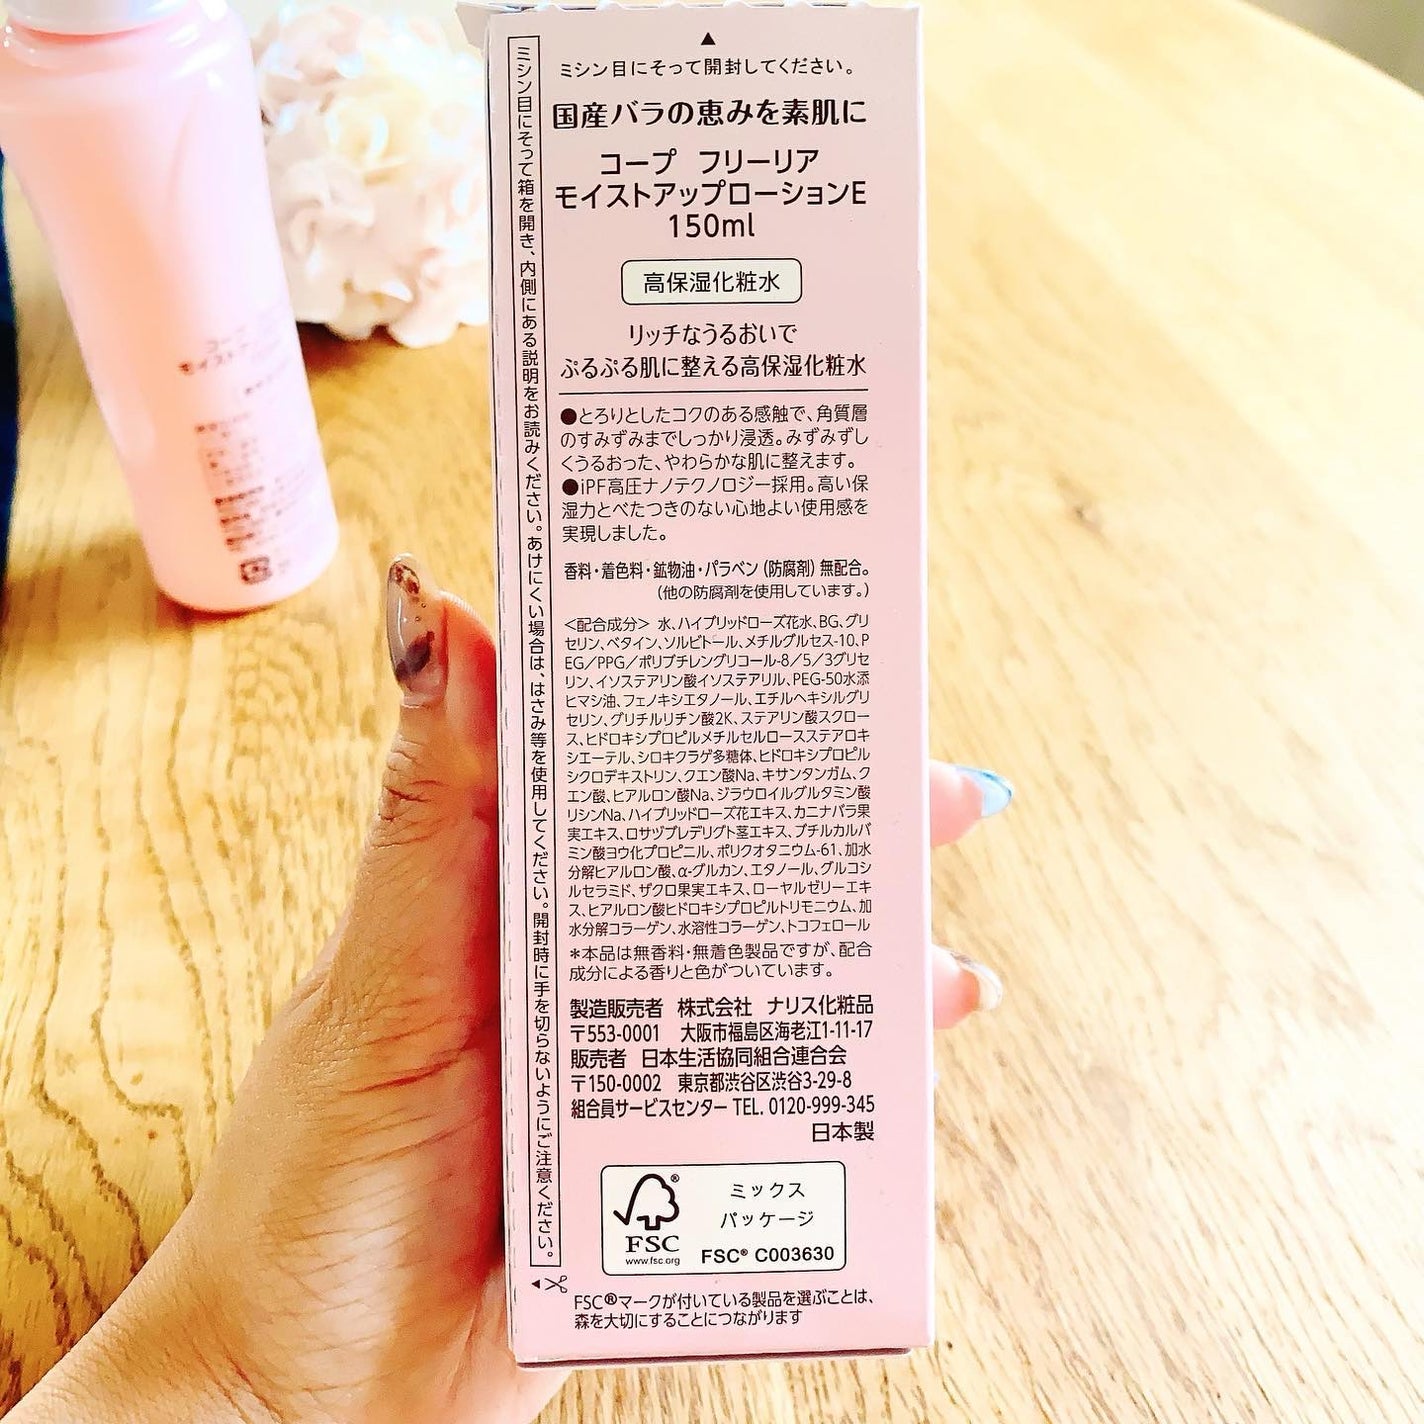 ▲
ミシン目にそって開封してください。
国産バラの恵みを素肌に
コープ フリーリア
モイストアップローションE
150ml
高保湿化粧水
リッチなうるおいで
ぷるぷる肌に整える高保湿化粧水
●とろりとしたコクのある感触で、角質層
のすみずみまでしっかり浸透。みずみずし
くうるおった、やわらかな肌に整えます。
●iPF高圧ナノテクノロジー採用。高い保
湿力とべたつきのない心地よい使用感を
実現しました。
香料・着色料・鉱物油・パラベン（防腐剤）無配合。
（他の防腐剤を使用しています。）
＜配合成分＞ 水、ハイブリッドローズ花水、BG、グリ
セリン、ベタイン、ソルビトール、メチルグルセス-10、P
EG／PPG／ポリブチレングリコール-8／5／3グリセ
リン、イソステアリン酸イソステアリル、PEG-50水添
ヒマシ油、フェノキシエタノール、エチルヘキシルグリ
セリン、グリチルリチン酸2K、ステアリン酸スクロー
ス、ヒドロキシプロピルメチルセルロースステアロキ
シエーテル、シロキクラゲ多糖体、ヒドロキシプロピル
シクロデキストリン、クエン酸Na、キサンタンガム、ク
エン酸、ヒアルロン酸Na、ジラウロイルグルタミン酸
リシンNa、ハイブリッドローズ花エキス、カニナバラ果
実エキス、ロサヅプレデリグト茎エキス、ブチルカルバ
ミン酸ヨウ化プロピニル、ポリクオタニウム-61、加水
分解ヒアルロン酸、α-グルカン、エタノール、グルコシ
ルセラミド、ザクロ果実エキス、ローヤルゼリーエキ
ス、ヒアルロン酸ヒドロキシプロピルトリモニウム、加
水分解コラーゲン、水溶性コラーゲン、トコフェロール
＊本品は無香料・無着色製品ですが、配合
成分による香りと色がついています。
製造販売者 株式会社 ナリス化粧品
〒553-0001 大阪市福島区海老江1-11-17
販売者 日本生活協同組合連合会
〒150-0002 東京都渋谷区渋谷3-29-8
組合員サービスセンター TEL. 0120-999-345
日本製
FSC®
www.fsc.org
ミックス
パッケージ
FSC® C003630
FSC®マークが付いている製品を選ぶことは、
森を大切にすることにつながります
ミシン目にそって箱を開き、内側にある説明をお読みください。あけにくい場合は、はさみ等を使用してください。開封時に手を切らないようにご注意ください。